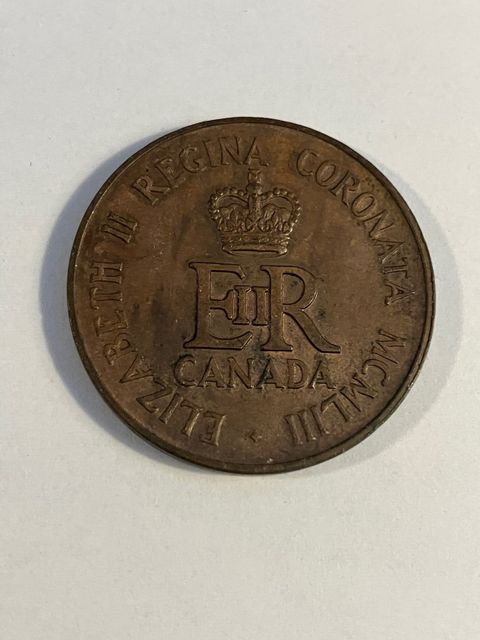 ELIZABETH II REGINA CORONATA MCMLIII
EIIR
CANADA